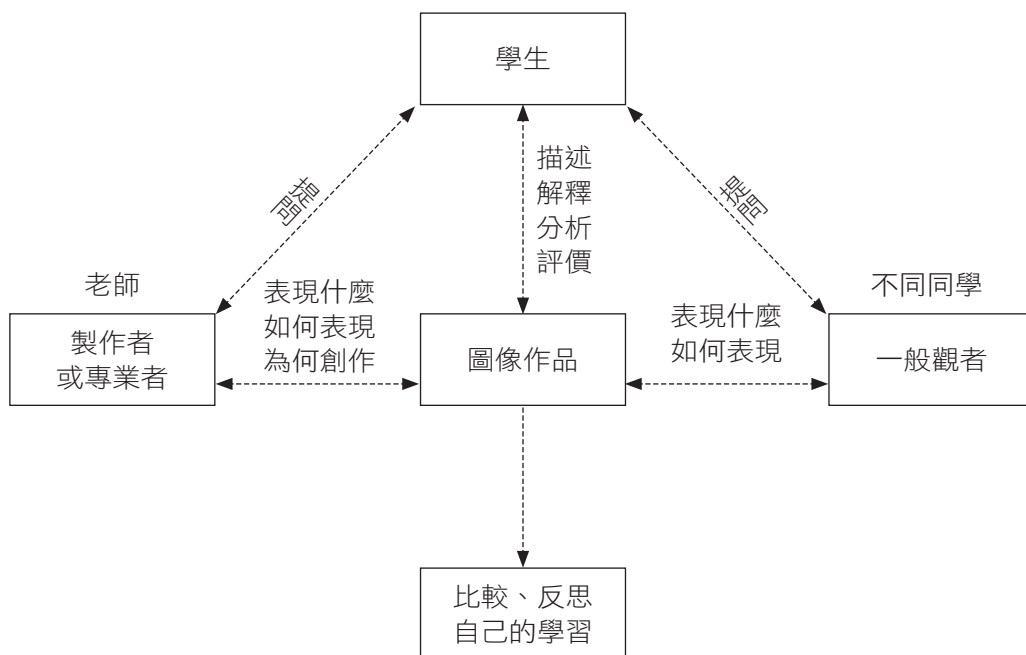 學生
提問
描述
解釋
分析
評價
提問
老師
製作者
或專業者
表現什麼
如何表現
為何創作
圖像作品
表現什麼
如何表現
不同同學
一般觀者
比較、反思
自己的學習